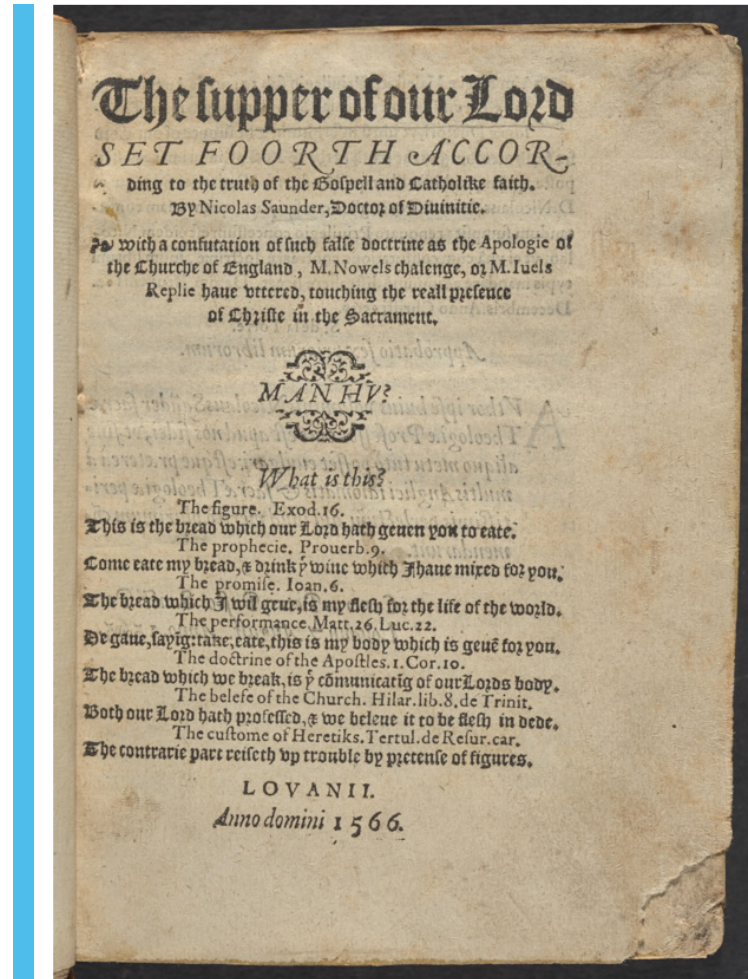 The ſupper of our Lord
SET FOORTH ACCOR-
ding to the truth of the Goſpell and Catholike faith.
By Nicolas Saunder, Doctor of Diuinitie.
With a confutation of ſuch falſe doctrine as the Apologie of
the Churche of England, M. Nowels chalenge, or M. Iuels
Replie haue vttered, touching the reall preſence
of Chriſte in the Sacrament.
MAN HV?
What is this?
The figure. Exod.16.
This is the bread which our Lord hath geuen you to eate.
The prophecie. Prouerb.9.
Come eate my bread, & drink yͤ wine which I haue mixed for you.
The promiſe. Ioan.6.
The bread which I wil geue, is my fleſh for the life of the world.
The performance. Matt.26. Luc.22.
He gaue, ſayīg: take, eate, this is my body which is geuē for you.
The doctrine of the Apoſtles. 1. Cor.10.
The bread which we break, is yͤ cōmunicatīg of our Lords body.
The belefe of the Church. Hilar. lib.8. de Trinit.
Both our Lord hath profeſſed, & we beleue it to be fleſh in dede.
The cuſtome of Heretiks. Tertul. de Reſur. car.
The contrarie part reiſeth vp trouble by pretenſe of figures.
LOVANII.
Anno domini 1566.